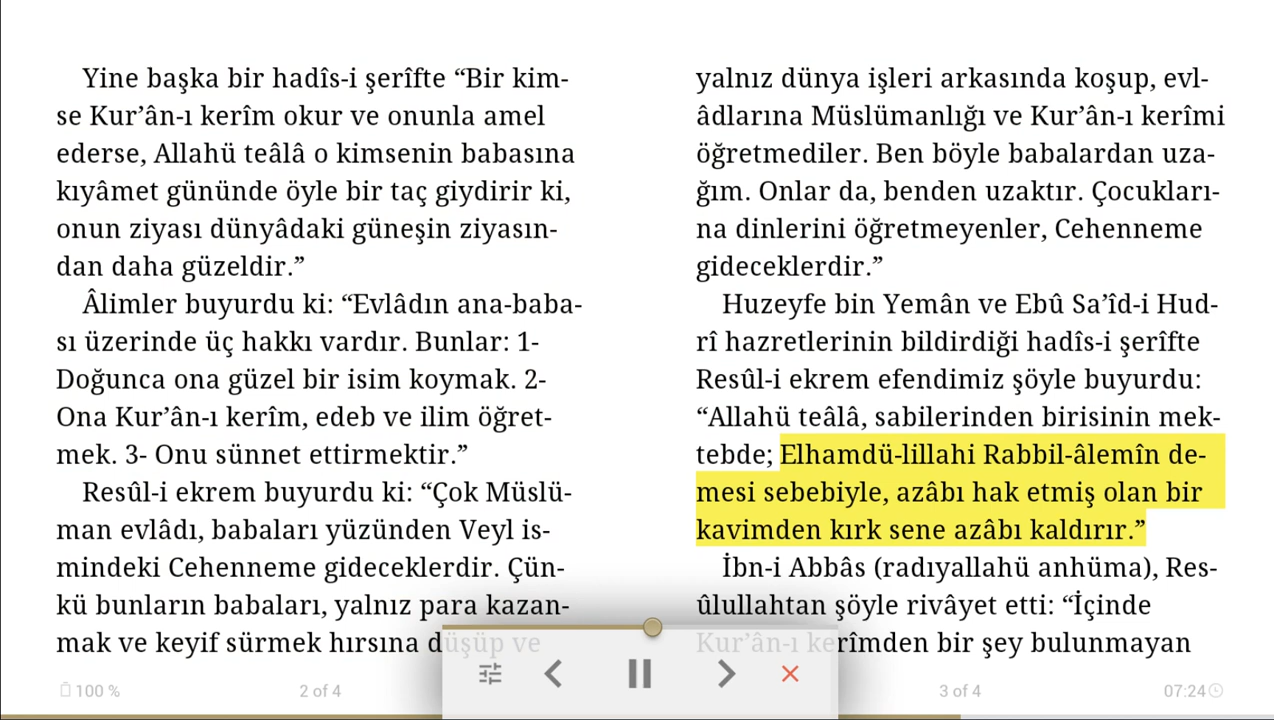 Yine başka bir hadîs-i şerîfte “Bir kim-
se Kur’ân-ı kerîm okur ve onunla amel
ederse, Allahü teâlâ o kimsenin babasına
kıyâmet gününde öyle bir taç giydirir ki,
onun ziyası dünyâdaki güneşin ziyasın-
dan daha güzeldir.”
Âlimler buyurdu ki: “Evlâdın ana-baba-
sı üzerinde üç hakkı vardır. Bunlar: 1-
Doğunca ona güzel bir isim koymak. 2-
Ona Kur’ân-ı kerîm, edeb ve ilim öğret-
mek. 3- Onu sünnet ettirmektir.”
Resûl-i ekrem buyurdu ki: “Çok Müslü-
man evlâdı, babaları yüzünden Veyl is-
mindeki Cehenneme gideceklerdir. Çün-
kü bunların babaları, yalnız para kazan-
mak ve keyif sürmek hırsına düşüp ve
yalnız dünya işleri arkasında koşup, evl-
âdlarına Müslümanlığı ve Kur’ân-ı kerîmi
öğretmediler. Ben böyle babalardan uza-
ğım. Onlar da, benden uzaktır. Çocukları-
na dinlerini öğretmeyenler, Cehenneme
gideceklerdir.”
Huzeyfe bin Yemân ve Ebû Sa’îd-i Hud-
rî hazretlerinin bildirdiği hadîs-i şerîfte
Resûl-i ekrem efendimiz şöyle buyurdu:
“Allahü teâlâ, sabilerinden birisinin mek-
tebde; Elhamdü-lillahi Rabbil-âlemîn de-
mesi sebebiyle, azâbı hak etmiş olan bir
kavimden kırk sene azâbı kaldırır.”
İbn-i Abbâs (radıyallahü anhüma), Res-
ûlullahtan şöyle rivâyet etti: “İçinde
Kur’ân-ı kerîmden bir şey bulunmayan
100 %
2 of 4
3 of 4
07:24